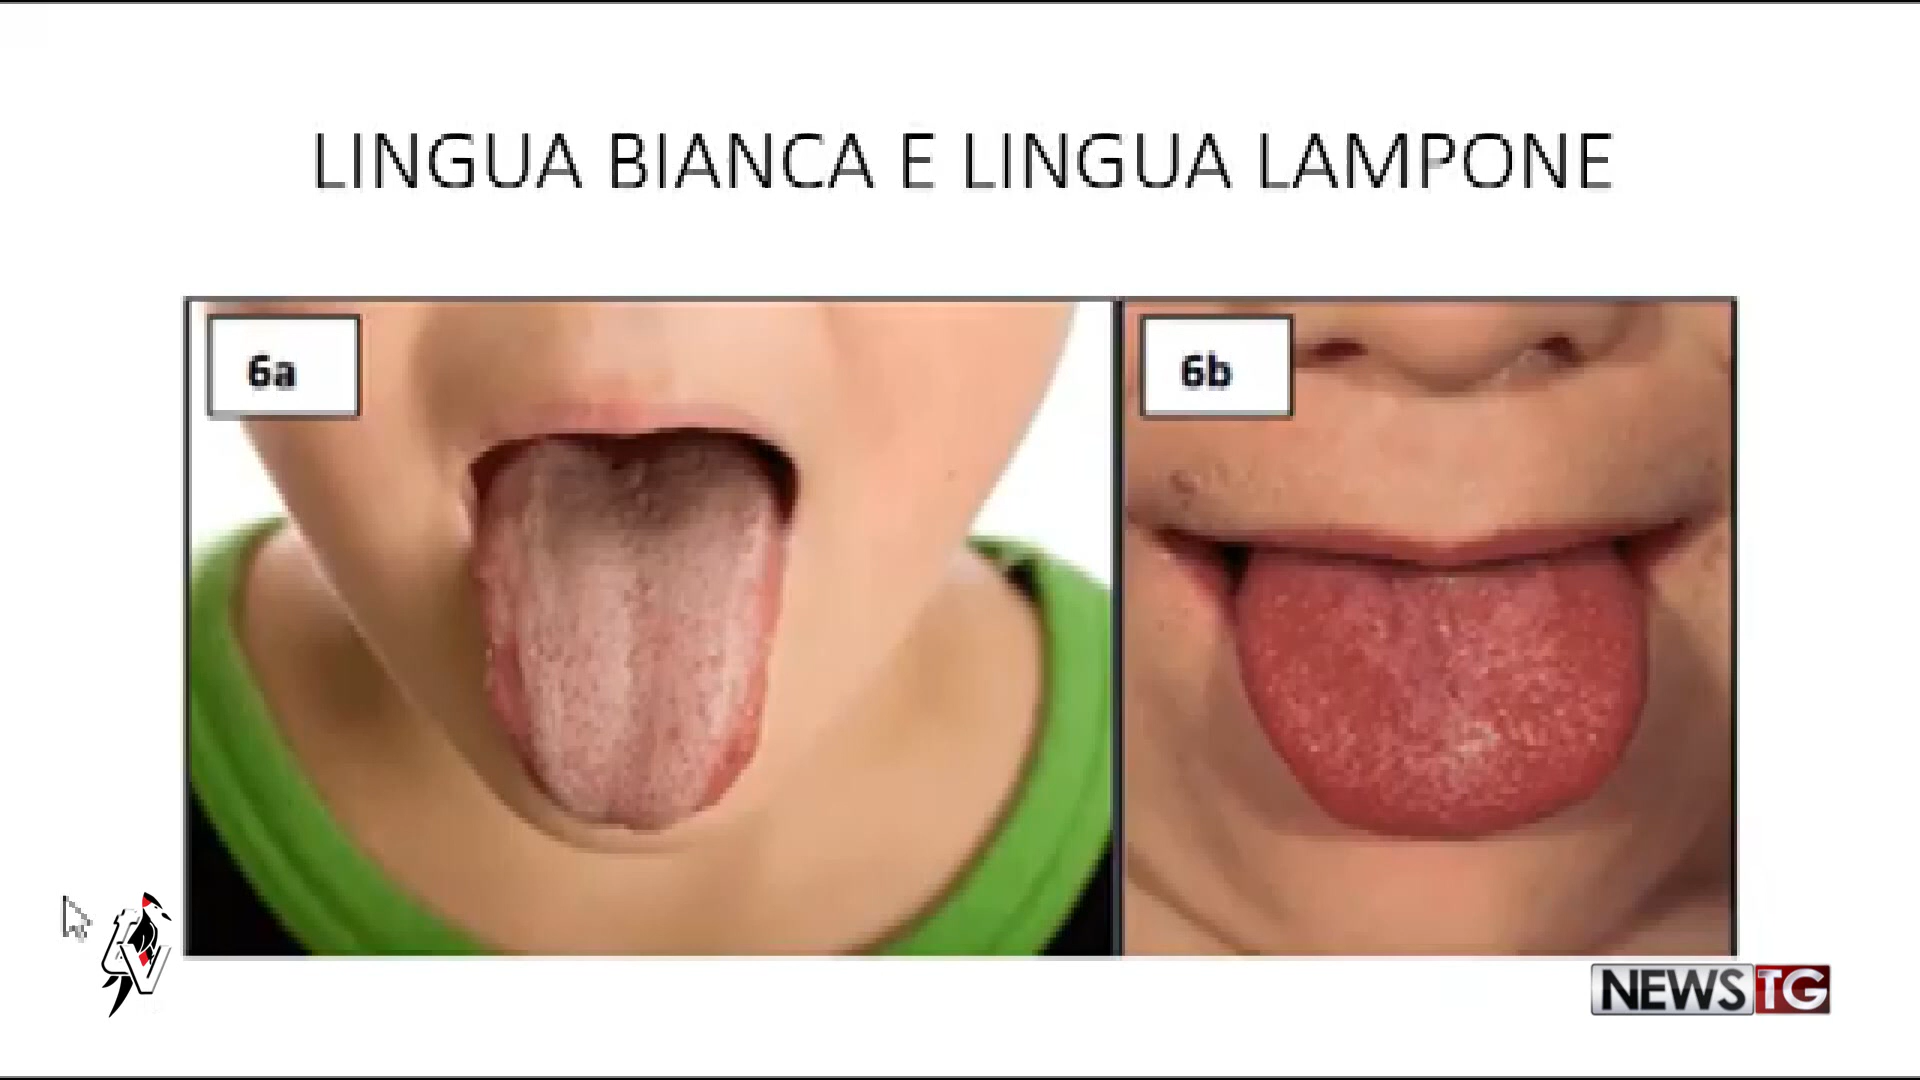 LINGUA BIANCA E LINGUA LAMPONE
6a
6b
NEWS TG